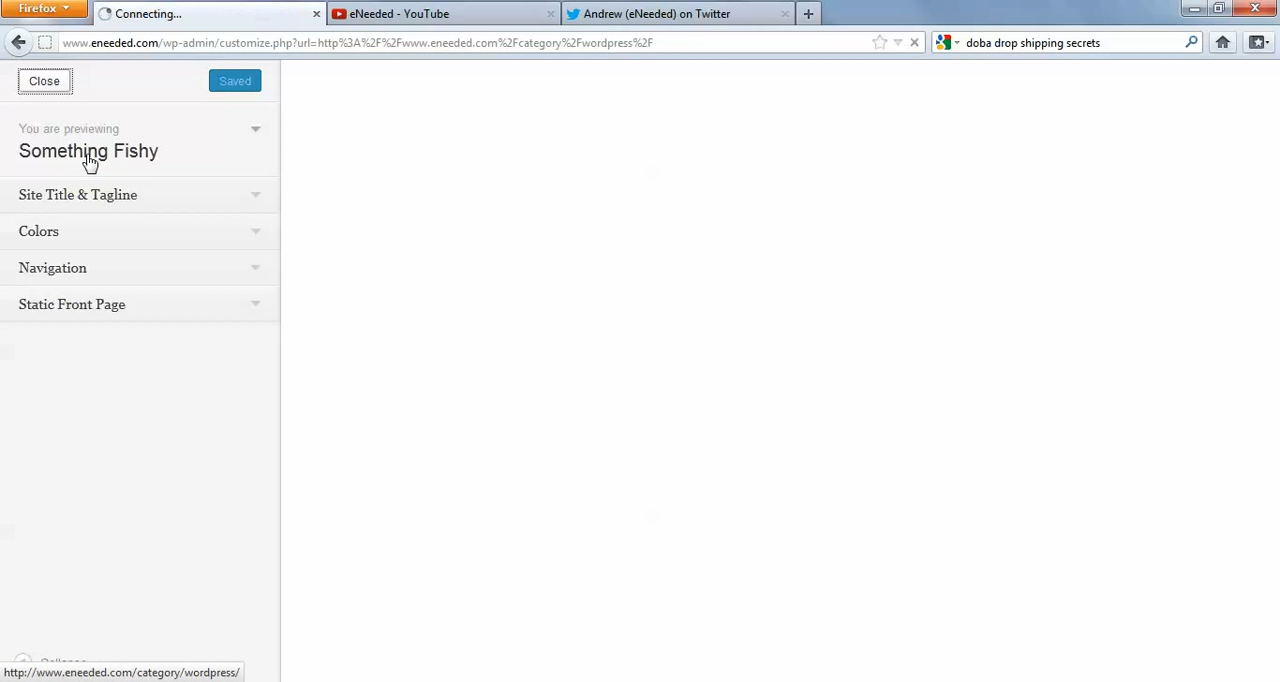 Firefox
Connecting...
eNeeded - YouTube
Andrew (eNeeded) on Twitter
www.eneeded.com/wp-admin/customize.php?url=http%3A%2F%2Fwww.eneeded.com%2Fcategory%2Fwordpress%2F
doba drop shipping secrets
Close
Saved
You are previewing
Something Fishy
Site Title & Tagline
Colors
Navigation
Static Front Page
Collapse
http://www.eneeded.com/category/wordpress/